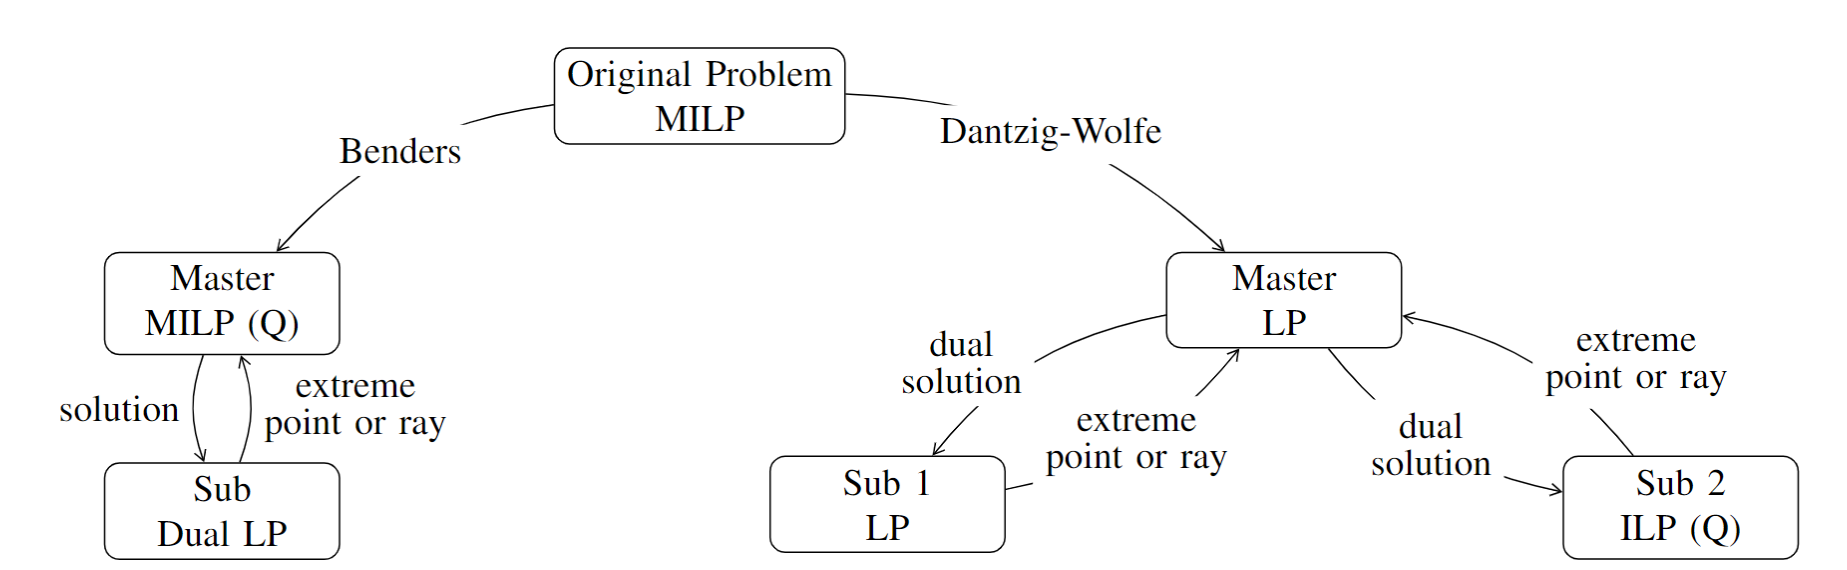 Original Problem
MILP
Benders
Dantzig-Wolfe
Master
MILP (Q)
solution
extreme
point or ray
Sub
Dual LP
Master
LP
dual
solution
extreme
point or ray
dual
solution
extreme
point or ray
Sub 1
LP
Sub 2
ILP (Q)